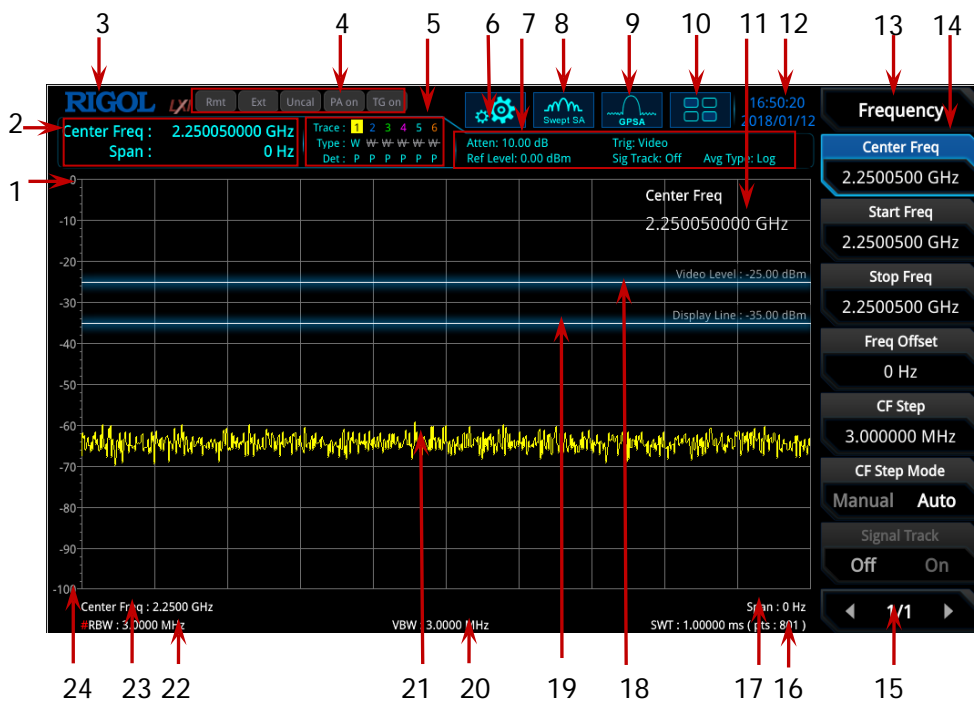 3 4 5 6 7 8 9 10 11 12 13 14
RIGOL LXI Rmt Ext Uncal PA on TG on
Swept SA
GPSA
16:50:20
2018/01/12
Frequency
2
Center Freq : 2.250050000 GHz
Span : 0 Hz
Trace : 1 2 3 4 5 6
Type : W W W W W W
Det : P P P P P P
Atten: 10.00 dB Trig: Video
Ref Level: 0.00 dBm Sig Track: Off Avg Type: Log
Center Freq
2.2500500 GHz
1
0
Center Freq
2.250050000 GHz
-10
Start Freq
2.2500500 GHz
-20
Video Level : -25.00 dBm
Stop Freq
2.2500500 GHz
-30
Display Line : -35.00 dBm
-40
Freq Offset
0 Hz
-50
CF Step
3.000000 MHz
-60
-70
CF Step Mode
Manual Auto
-80
Signal Track
Off On
-90
-100
Center Freq : 2.2500 GHz Span : 0 Hz
#RBW : 3.0000 MHz VBW : 3.0000 MHz SWT : 1.00000 ms ( pts : 801 )
1/1
24 23 22 21 20 19 18 17 16 15